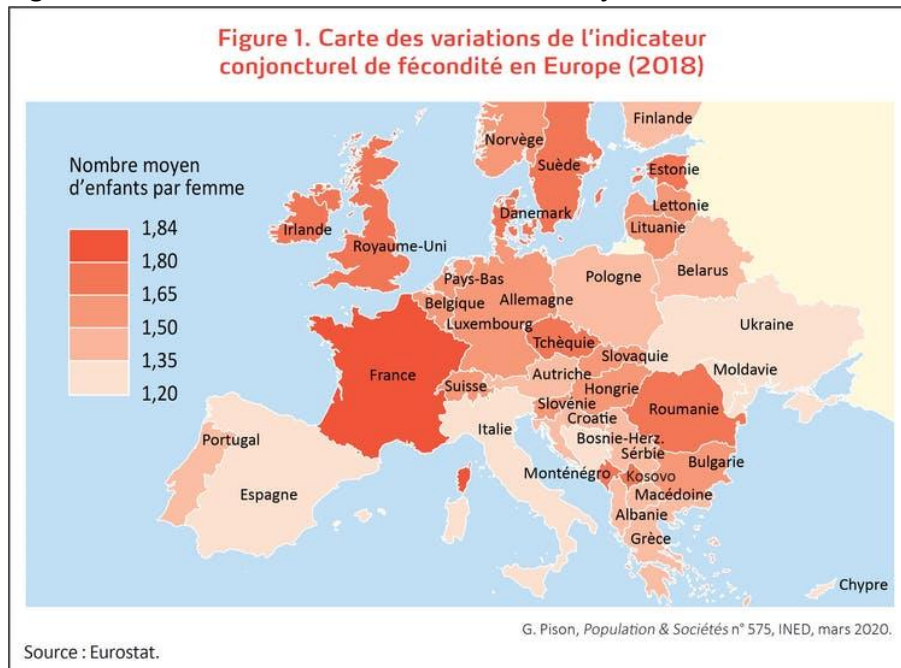 Figure 1. Carte des variations de l’indicateur
conjoncturel de fécondité en Europe (2018)
Nombre moyen
d’enfants par femme
1,84
1,80
1,65
1,50
1,35
1,20
Finlande
Norvège
Suède
Estonie
Lettonie
Lituanie
Danemark
Irlande
Royaume-Uni
Pays-Bas
Belgique
Allemagne
Luxembourg
Pologne
Belarus
Ukraine
Tchèquie
Slovaquie
Moldavie
France
Suisse
Autriche
Hongrie
Slovénie
Croatie
Roumanie
Italie
Bosnie-Herz.
Sérbie
Bulgarie
Portugal
Espagne
Monténégro
Kosovo
Macédoine
Albanie
Grèce
Chypre
G. Pison, Population & Sociétés n° 575, INED, mars 2020.
Source : Eurostat.